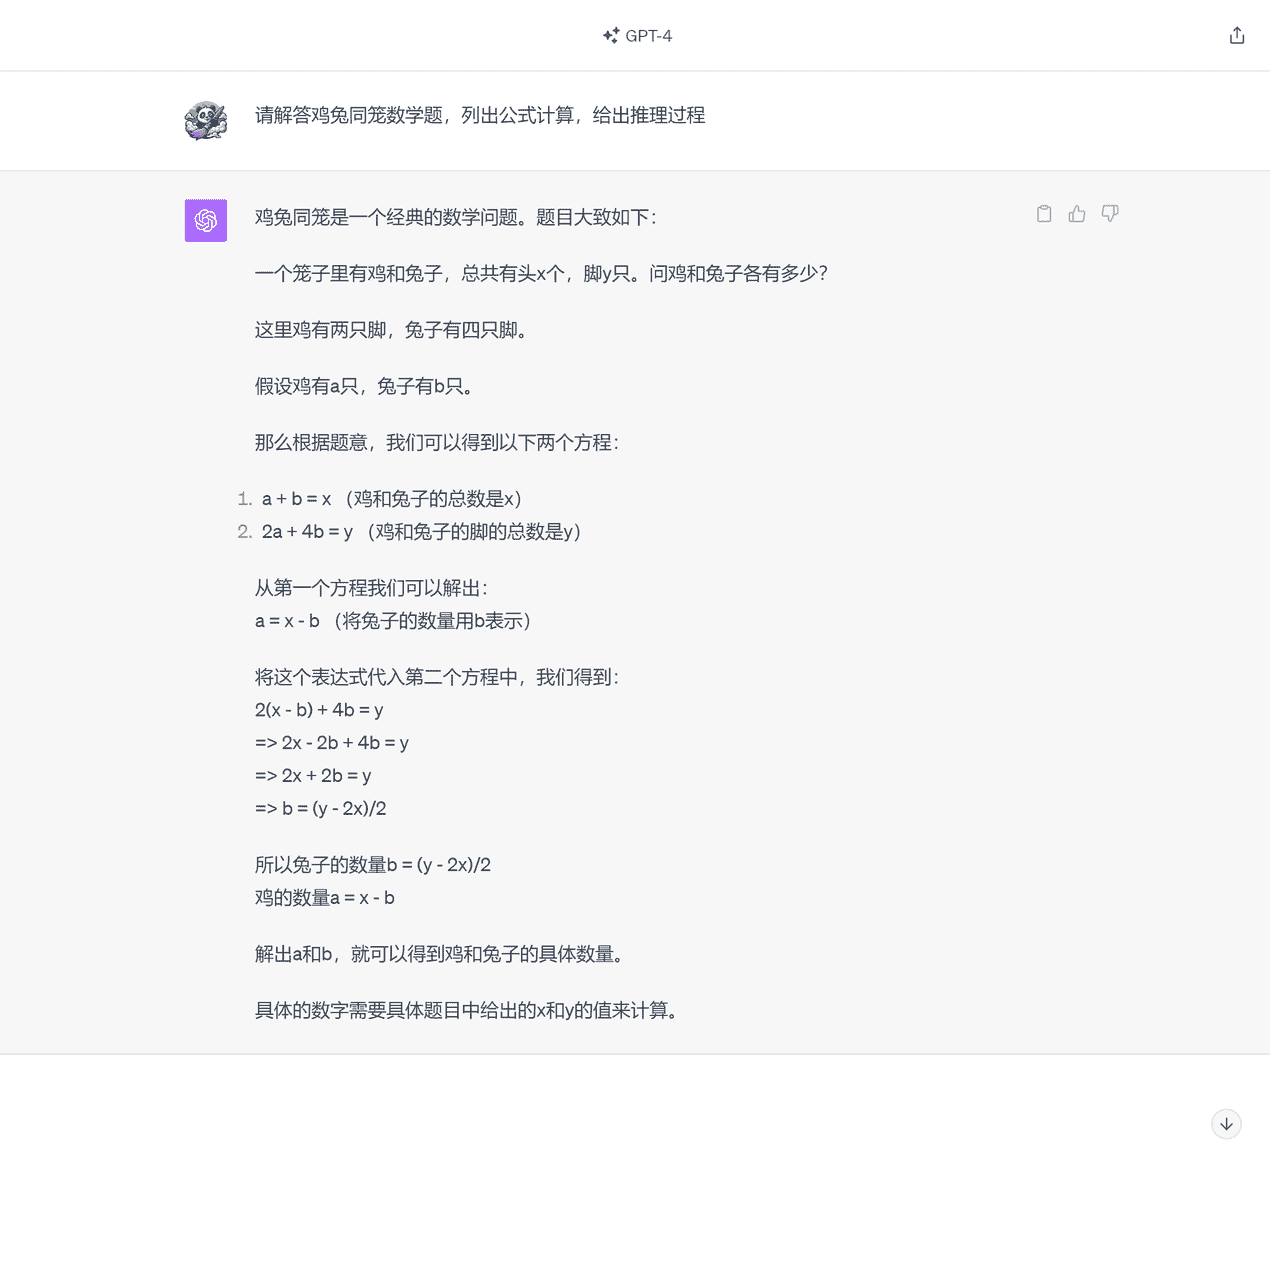 GPT-4
请解答鸡兔同笼数学题，列出公式计算，给出推理过程
鸡兔同笼是一个经典的数学问题。题目大致如下：
一个笼子里有鸡和兔子，总共有头x个，脚y只。问鸡和兔子各有多少？
这里鸡有两只脚，兔子有四只脚。
假设鸡有a只，兔子有b只。
那么根据题意，我们可以得到以下两个方程：
1. a + b = x （鸡和兔子的总数是x）
2. 2a + 4b = y （鸡和兔子的脚的总数是y）
从第一个方程我们可以解出：
a = x - b （将兔子的数量用b表示）
将这个表达式代入第二个方程中，我们得到：
2(x - b) + 4b = y
=> 2x - 2b + 4b = y
=> 2x + 2b = y
=> b = (y - 2x)/2
所以兔子的数量b = (y - 2x)/2
鸡的数量a = x - b
解出a和b，就可以得到鸡和兔子的具体数量。
具体的数字需要具体题目中给出的x和y的值来计算。